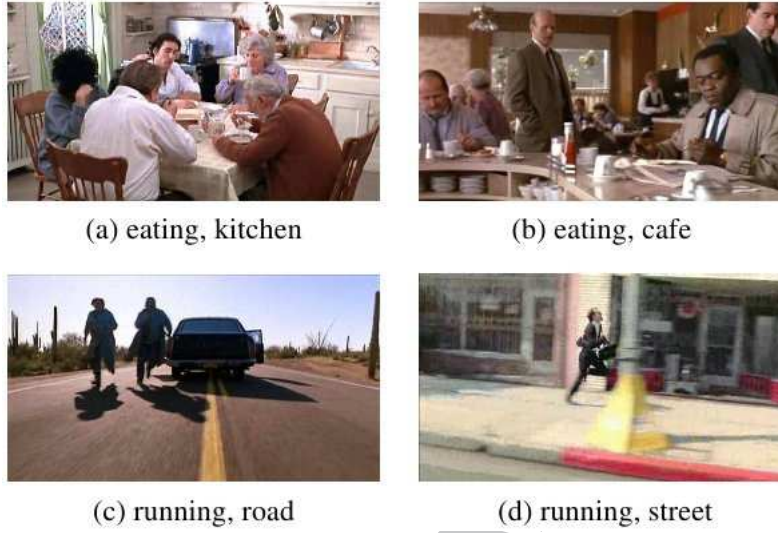 (a) eating, kitchen
(b) eating, cafe
(c) running, road
(d) running, street